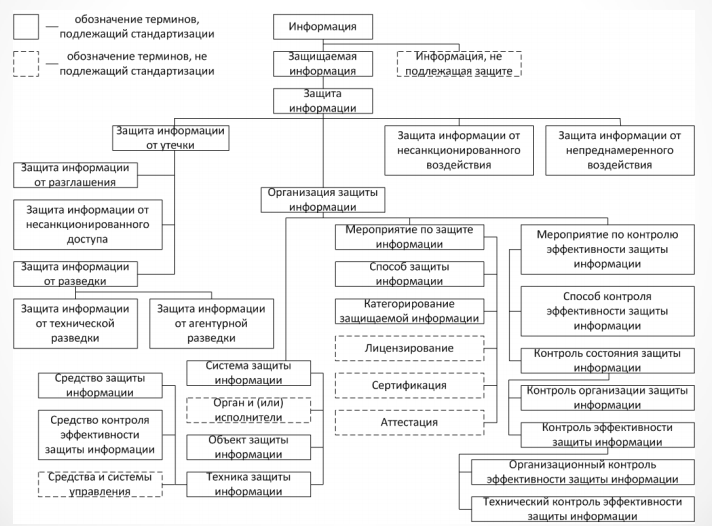 обозначение терминов,
подлежащий стандартизации
обозначение терминов, не
подлежащий стандартизации
Информация
Защищаемая
информация
Информация, не
подлежащая защите
Защита
информации
Защита информации
от утечки
Защита информации от
несанкционированного
воздействия
Защита информации от
непреднамеренного
воздействия
Защита информации
от разглашения
Защита информации от
несанкционированного
доступа
Защита информации
от разведки
Защита информации
от технической
разведки
Защита информации
от агентурной
разведки
Организация защиты
информации
Мероприятие по защите
информации
Способ защиты
информации
Категорирование
защищаемой информации
Лицензирование
Сертификация
Аттестация
Мероприятие по контролю
эффективности защиты
информации
Способ контроля
эффективности защиты
информации
Контроль состояния защиты
информации
Контроль организации защиты
информации
Контроль эффективности
защиты информации
Организационный контроль
эффективности защиты информации
Технический контроль эффективности
защиты информации
Система защиты
информации
Орган и (или)
исполнители
Объект защиты
информации
Техника защиты
информации
Средство защиты
информации
Средство контроля
эффективности
защиты информации
Средства и системы
управления